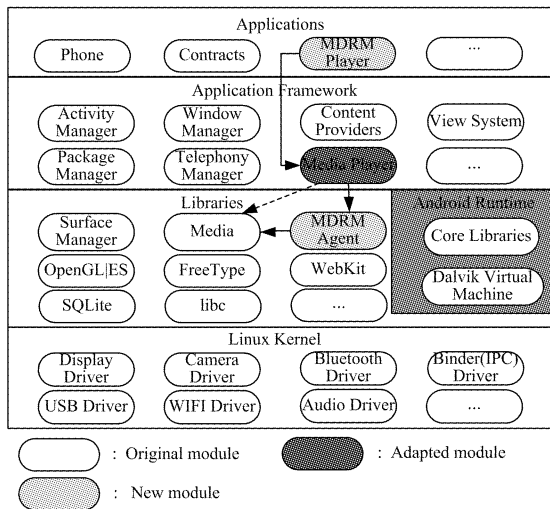 Applications
Phone
Contracts
MDRM
Player
...
Application Framework
Activity
Manager
Window
Manager
Content
Providers
View System
Package
Manager
Telephony
Manager
Media Player
...
Libraries
Android Runtime
Surface
Manager
Media
MDRM
Agent
Core Libraries
OpenGL|ES
FreeType
WebKit
Dalvik Virtual
Machine
SQLite
libc
...
Linux Kernel
Display
Driver
Camera
Driver
Bluetooth
Driver
Binder(IPC)
Driver
USB Driver
WIFI Driver
Audio Driver
...
: Original module
: Adapted module
: New module